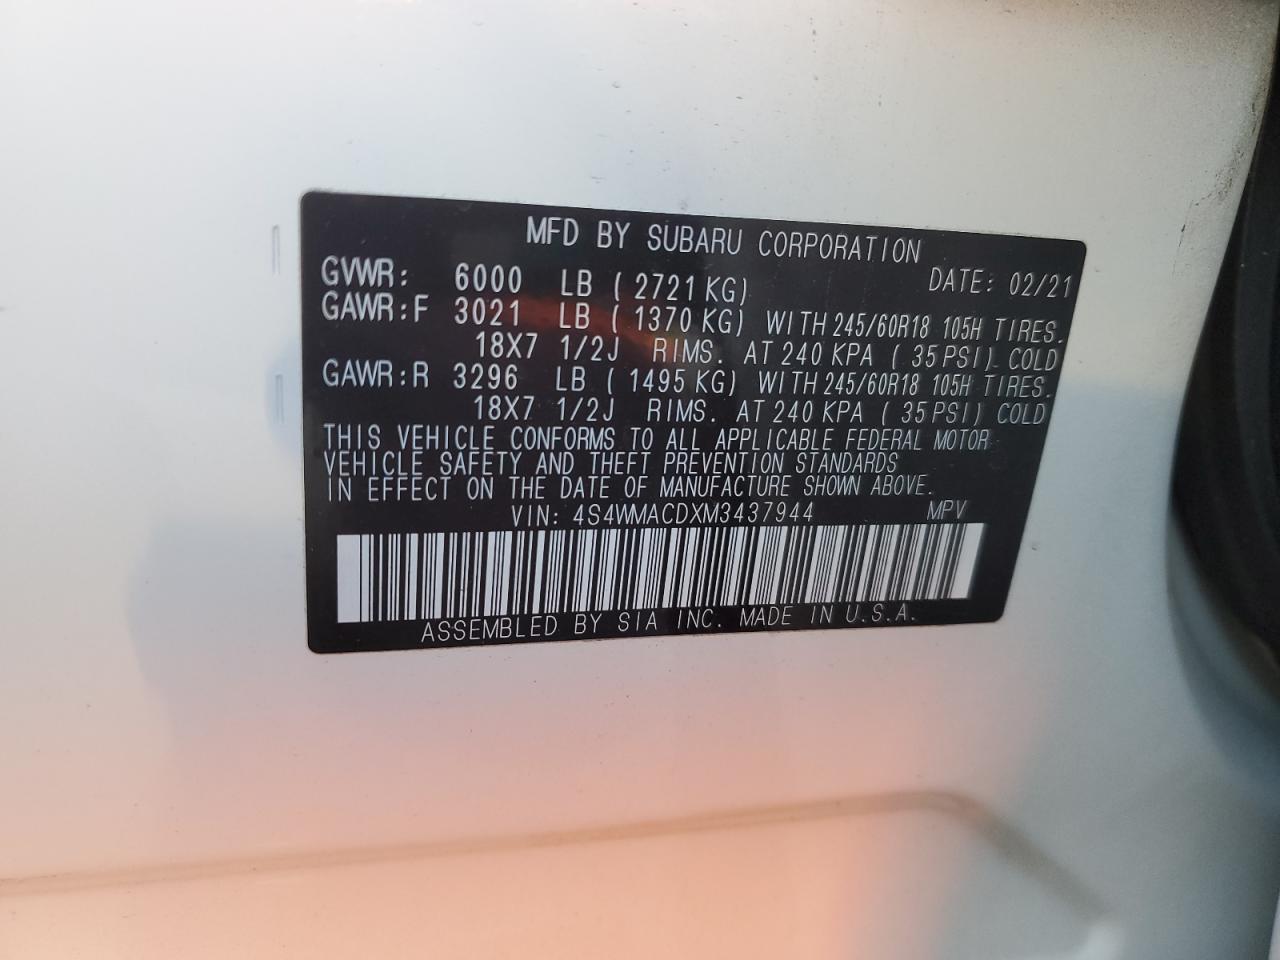 MFD BY SUBARU CORPORATION
GVWR: 6000 LB ( 2721 KG) DATE: 02/21
GAWR:F 3021 LB ( 1370 KG) WITH 245/60R18 105H TIRES.
18X7 1/2J RIMS. AT 240 KPA ( 35 PSI) COLD
GAWR:R 3296 LB ( 1495 KG) WITH 245/60R18 105H TIRES.
18X7 1/2J RIMS. AT 240 KPA ( 35 PSI) COLD
THIS VEHICLE CONFORMS TO ALL APPLICABLE FEDERAL MOTOR
VEHICLE SAFETY AND THEFT PREVENTION STANDARDS
IN EFFECT ON THE DATE OF MANUFACTURE SHOWN ABOVE.
VIN: 4S4WMACDXM3437944 MPV
ASSEMBLED BY SIA INC. MADE IN U.S.A.